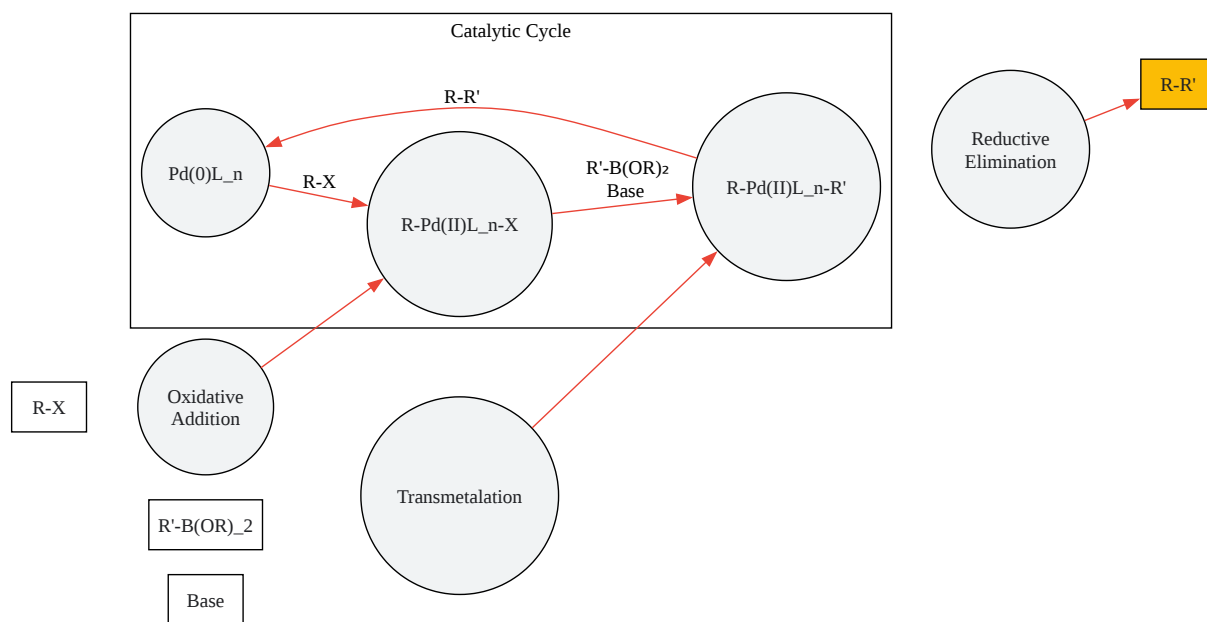 Catalytic Cycle
R-R'
Pd(0)L_n
R-X
R-Pd(II)L_n-X
R'-B(OR)₂
Base
R-Pd(II)L_n-R'
Reductive
Elimination
R-R'
R-X
Oxidative
Addition
Transmetalation
R'-B(OR)_2
Base